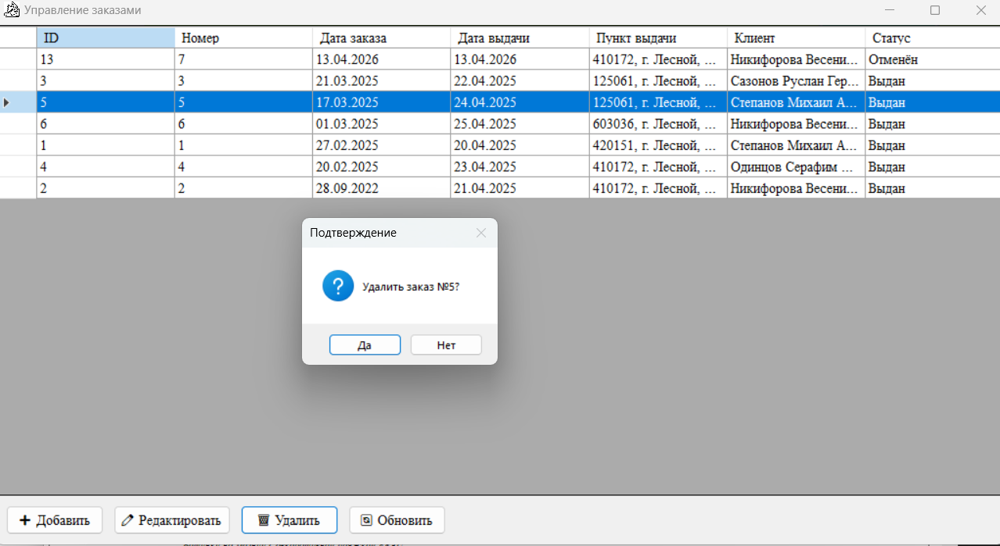 Управление заказами
ID Номер Дата заказа Дата выдачи Пункт выдачи Клиент Статус
13 7 13.04.2026 13.04.2026 410172, г. Лесной, ... Никифорова Весени... Отменён
3 3 21.03.2025 22.04.2025 125061, г. Лесной, ... Сазонов Руслан Гер... Выдан
5 5 17.03.2025 24.04.2025 125061, г. Лесной, ... Степанов Михаил А... Выдан
6 6 01.03.2025 25.04.2025 603036, г. Лесной, ... Никифорова Весени... Выдан
1 1 27.02.2025 20.04.2025 420151, г. Лесной, ... Степанов Михаил А... Выдан
4 4 20.02.2025 23.04.2025 410172, г. Лесной, ... Одинцов Серафим ... Выдан
2 2 28.09.2022 21.04.2025 410172, г. Лесной, ... Никифорова Весени... Выдан
Подтверждение
Удалить заказ №5?
Да Нет
Добавить Редактировать Удалить Обновить